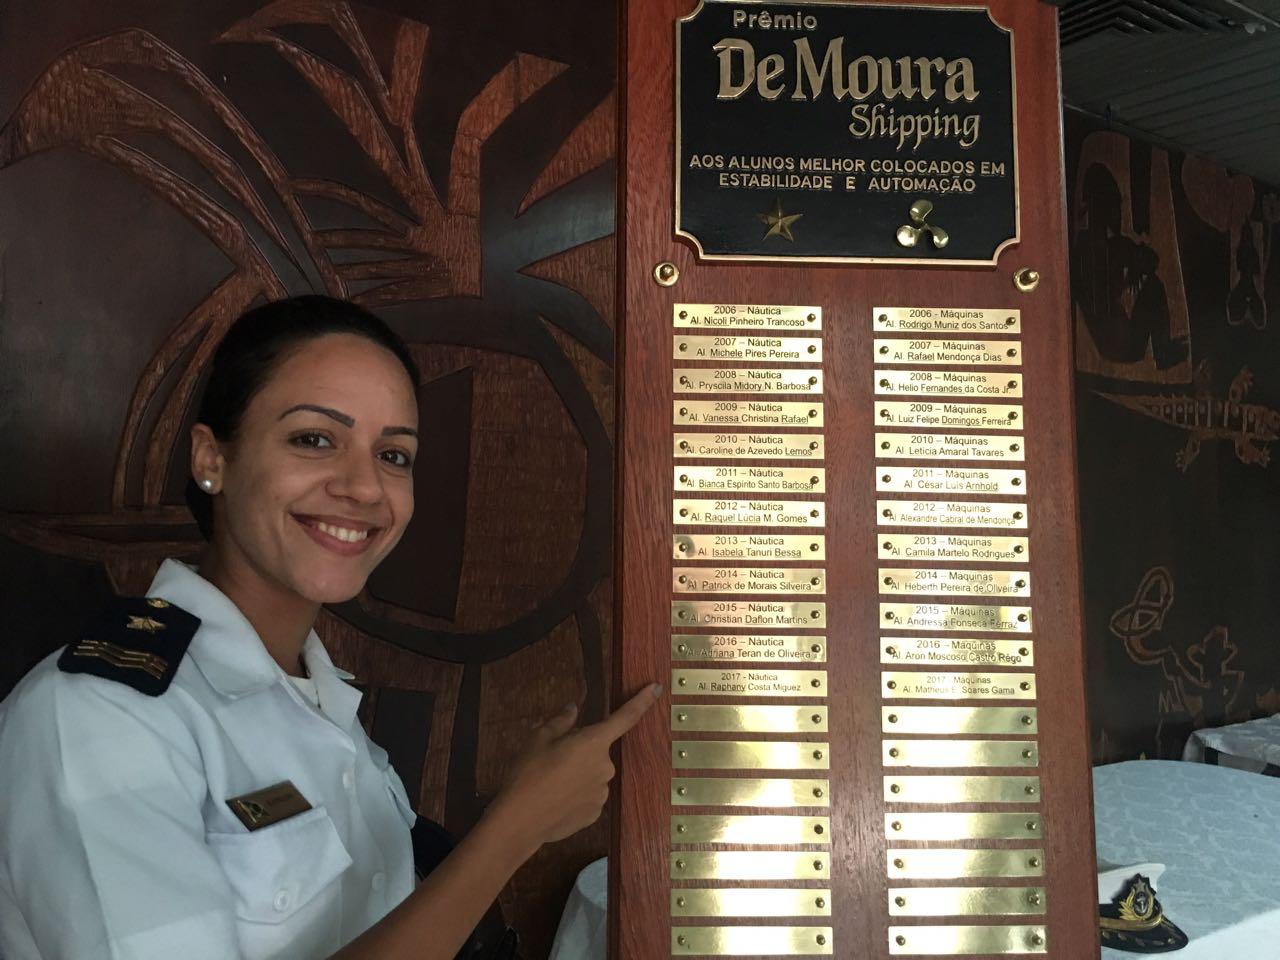 Prêmio
De Moura
Shipping
AOS ALUNOS MELHOR COLOCADOS EM
ESTABILIDADE E AUTOMAÇÃO
2006 – Náutica
Al. Nicoli Pinheiro Trancoso
2007 – Náutica
Al. Michele Pires Pereira
2008 – Náutica
Al. Pryscila Midory N. Barbosa
2009 – Náutica
Al. Vanessa Christina Rafael
2010 – Náutica
Al. Caroline de Azevedo Lemos
2011 – Náutica
Al. Bianca Espirito Santo Barbosa
2012 – Náutica
Al. Raquel Lúcia M. Gomes
2013 – Náutica
Al. Isabela Tanuri Bessa
2014 – Náutica
Al. Patrick de Morais Silveira
2015 – Náutica
Al. Christian Daflon Martins
2016 – Náutica
Al. Adriana Teran de Oliveira
2017 - Náutica
Al. Raphany Costa Miguez
2006 - Máquinas
Al. Rodrigo Muniz dos Santos
2007 - Máquinas
Al. Rafael Mendonça Dias
2008 - Máquinas
Al. Helio Fernandes da Costa Jr.
2009 - Máquinas
Al. Luiz Felipe Domingos Ferreira
2010 - Máquinas
Al. Leticia Amaral Tavares
2011 - Máquinas
Al. César Luis Arnhold
2012 - Máquinas
Al. Alexandre Cabral de Mendonça
2013 - Máquinas
Al. Camila Martelo Rodrigues
2014 - Máquinas
Al. Heberth Pereira de Oliveira
2015 - Máquinas
Al. Andressa Fonseca Ferraz
2016 - Máquinas
Al. Aron Moscoso Castro Rêgo
2017 - Máquinas
Al. Matheus E. Soares Gama